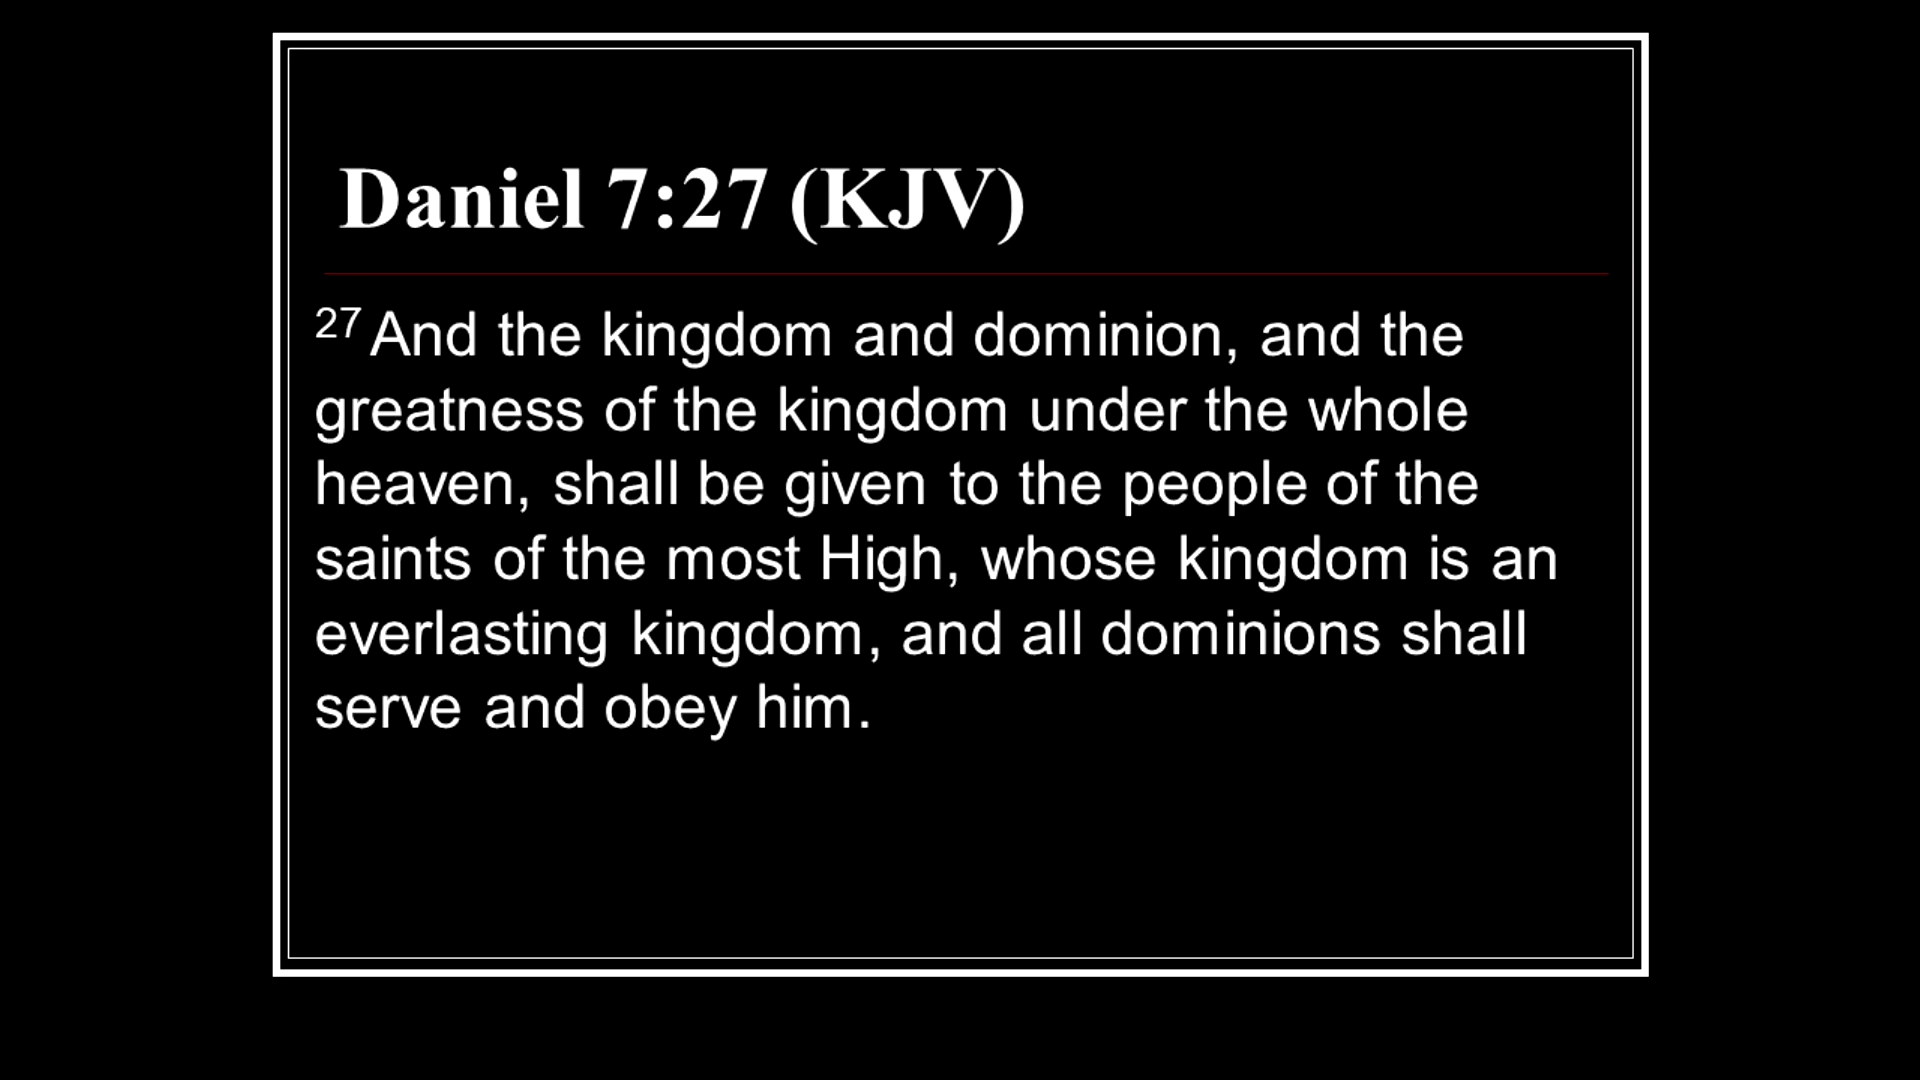 Daniel 7:27 (KJV)
27 And the kingdom and dominion, and the
greatness of the kingdom under the whole
heaven, shall be given to the people of the
saints of the most High, whose kingdom is an
everlasting kingdom, and all dominions shall
serve and obey him.